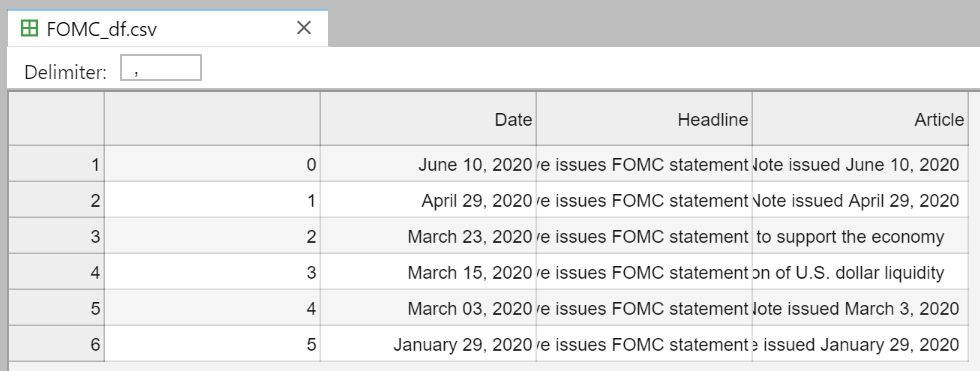 FOMC_df.csv
Delimiter: ,
Date Headline Article
1 0 June 10, 2020 issues FOMC statement issued June 10, 2020
2 1 April 29, 2020 issues FOMC statement Note issued April 29, 2020
3 2 March 23, 2020 issues FOMC statement to support the economy
4 3 March 15, 2020 issues FOMC statement of U.S. dollar liquidity
5 4 March 03, 2020 issues FOMC statement issued March 3, 2020
6 5 January 29, 2020 issues FOMC statement issued January 29, 2020